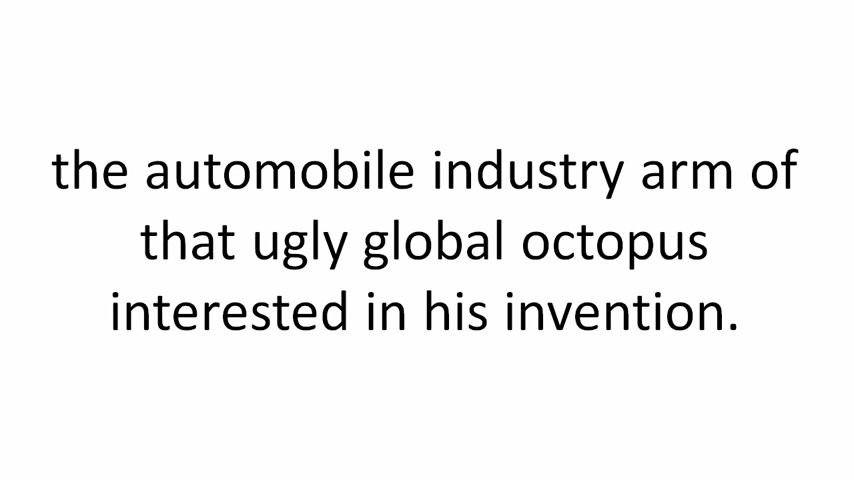 the automobile industry arm of
that ugly global octopus
interested in his invention.